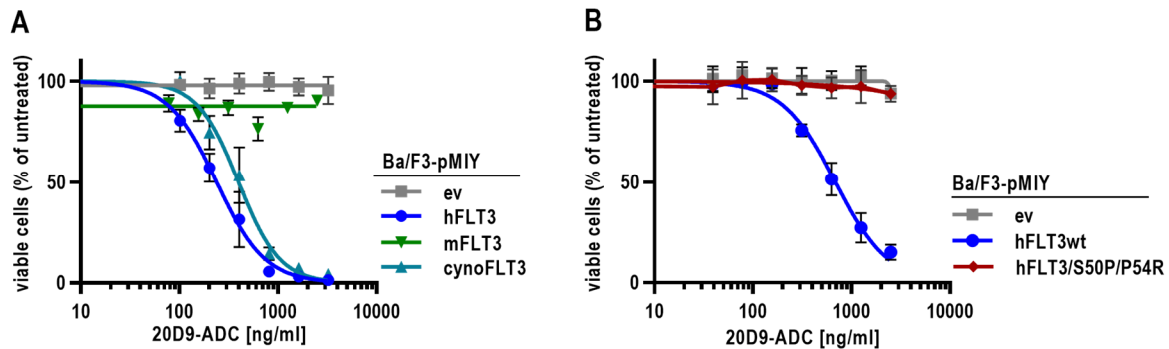 A
viable cells (% of untreated)
100
50
0
10
100
1000
10000
20D9-ADC [ng/ml]
Ba/F3-pMIY
ev
hFLT3
mFLT3
cynoFLT3
B
viable cells (% of untreated)
100
50
0
10
100
1000
10000
20D9-ADC [ng/ml]
Ba/F3-pMIY
ev
hFLT3wt
hFLT3/S50P/P54R